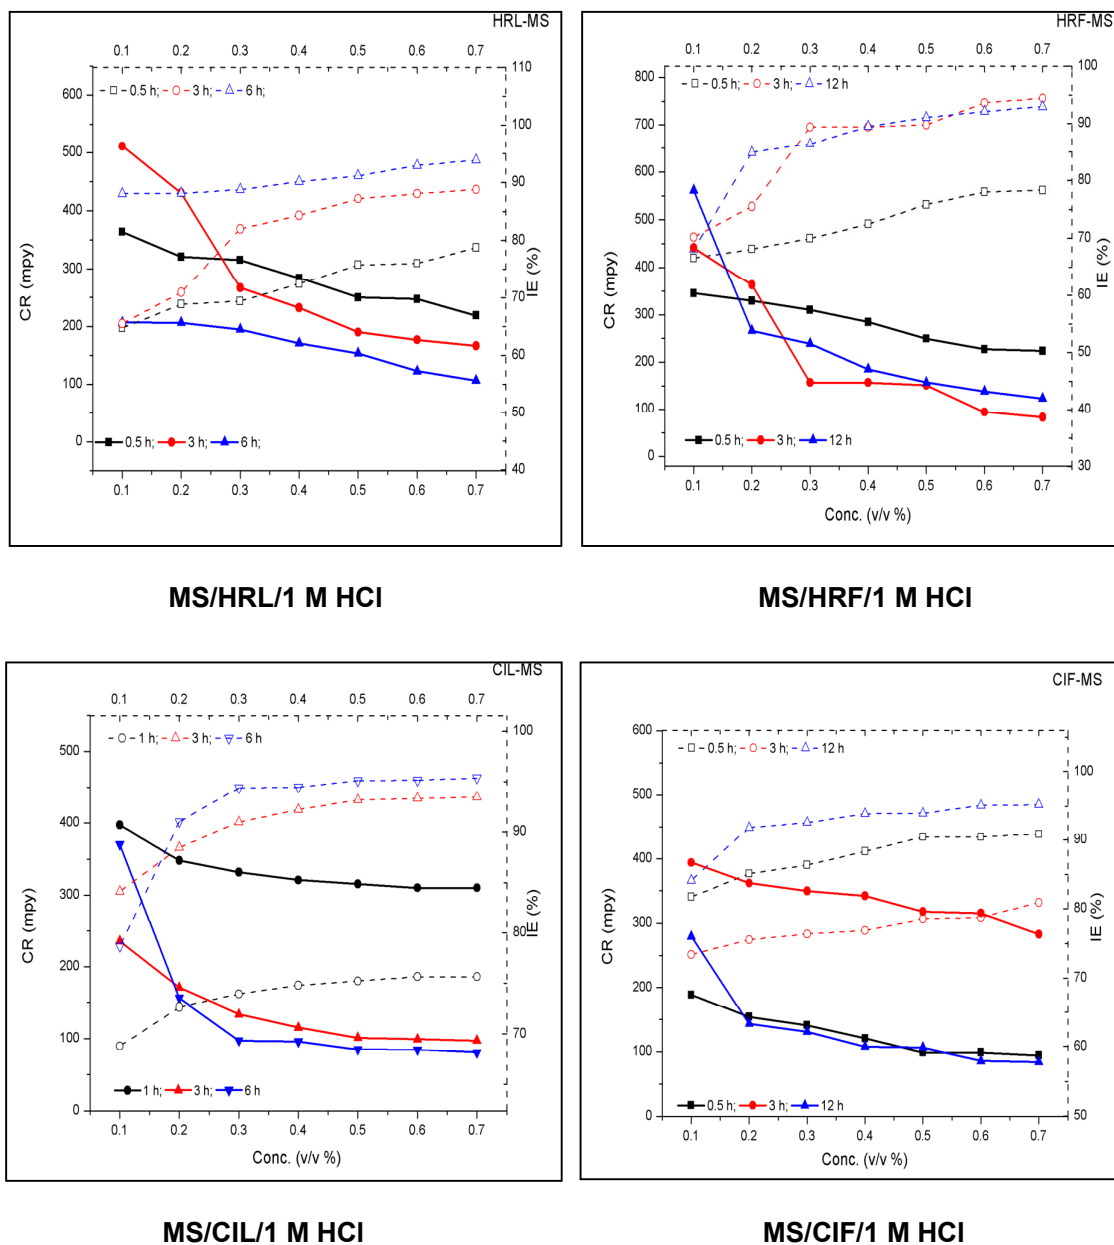 HRL-MS
0.1 0.2 0.3 0.4 0.5 0.6 0.7
0.5 h; 3 h; 6 h;
600
500
400
300
200
100
0
CR (mpy)
110
100
90
80
70
60
50
40
IE (%)
0.5 h; 3 h; 6 h;
0.1 0.2 0.3 0.4 0.5 0.6 0.7
MS/HRL/1 M HCl
HRF-MS
0.1 0.2 0.3 0.4 0.5 0.6 0.7
0.5 h; 3 h; 12 h
800
700
600
500
400
300
200
100
0
CR (mpy)
100
90
80
70
60
50
40
30
IE (%)
0.5 h; 3 h; 12 h
0.1 0.2 0.3 0.4 0.5 0.6 0.7
Conc. (v/v %)
MS/HRF/1 M HCl
CIL-MS
0.1 0.2 0.3 0.4 0.5 0.6 0.7
1 h; 3 h; 6 h
500
400
300
200
100
0
CR (mpy)
100
90
80
70
IE (%)
1 h; 3 h; 6 h
0.1 0.2 0.3 0.4 0.5 0.6 0.7
Conc. (v/v %)
MS/CIL/1 M HCl
CIF-MS
0.5 h; 3 h; 12 h
600
500
400
300
200
100
0
CR (mpy)
100
90
80
70
60
50
IE (%)
0.5 h; 3 h; 12 h
0.1 0.2 0.3 0.4 0.5 0.6 0.7
Conc. (v/v %)
MS/CIF/1 M HCl